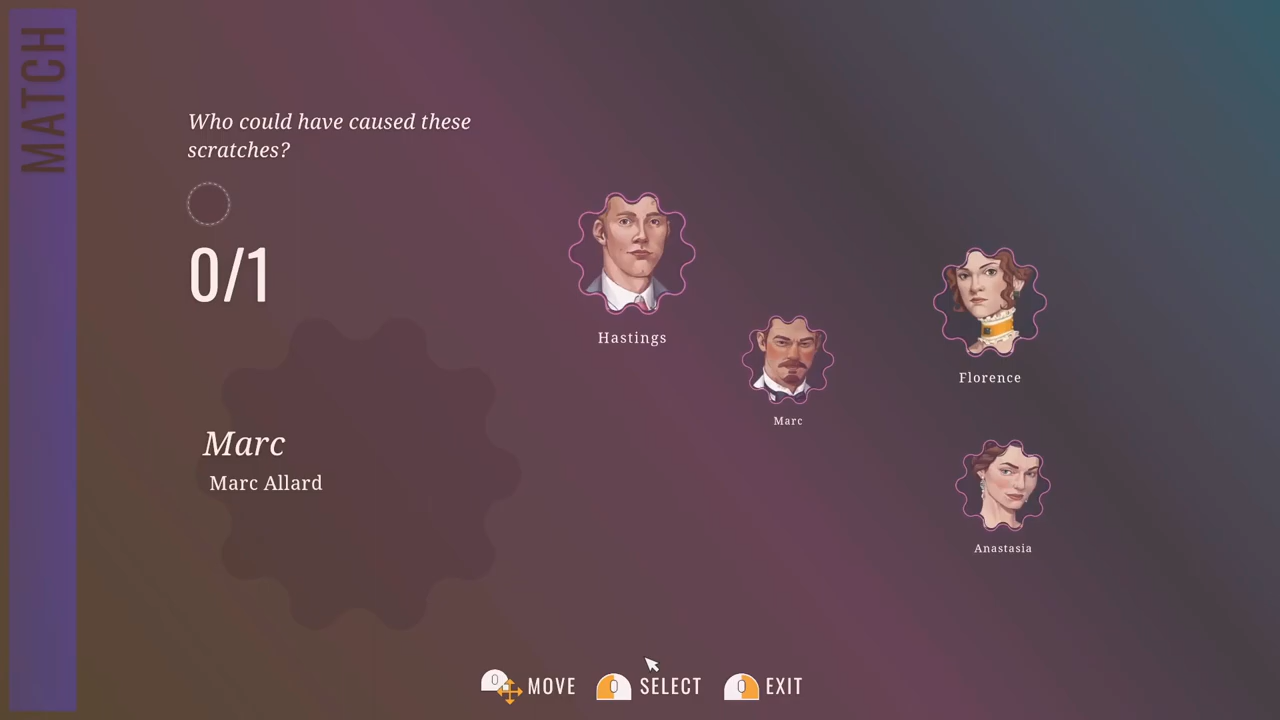 MATCH
Who could have caused these
scratches?
0/1
Marc
Marc Allard
Hastings
Marc
Florence
Anastasia
MOVE
SELECT
EXIT